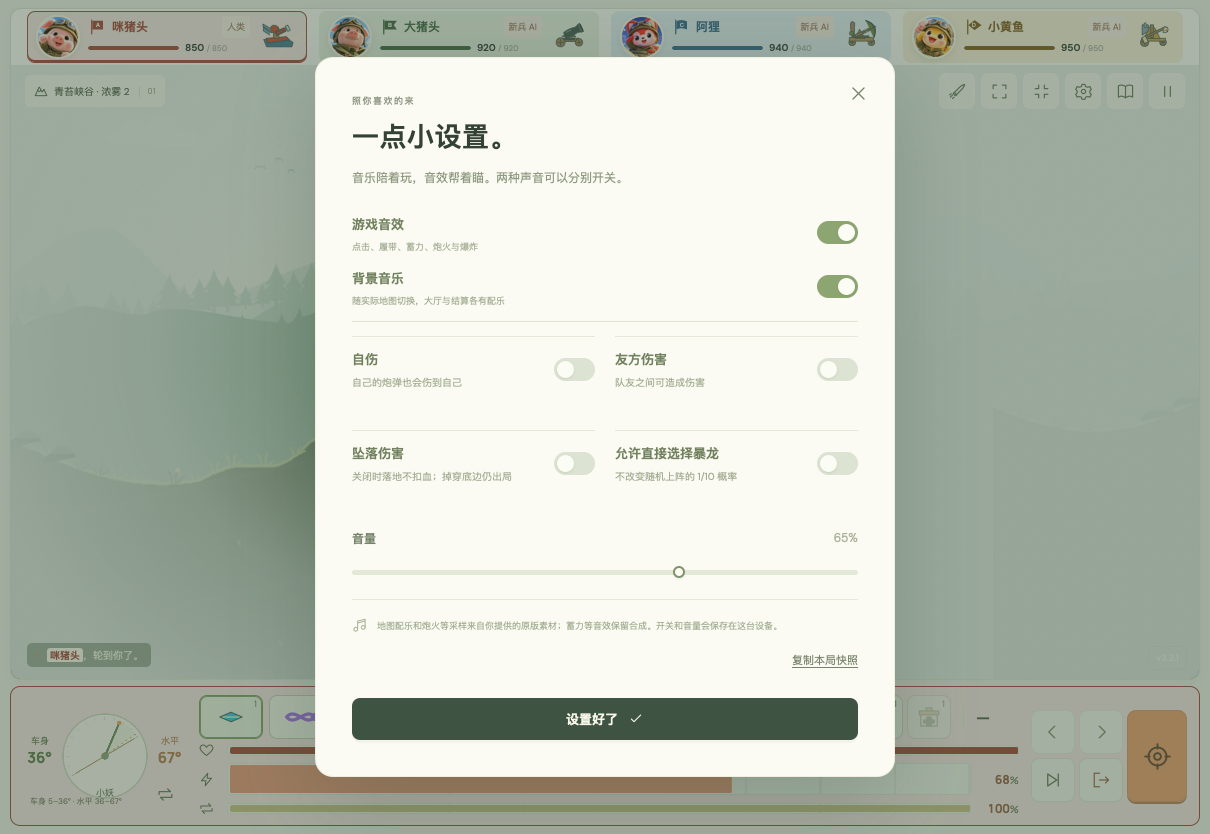 咪猪头
人类
850 / 850
大猪头
新兵 AI
920 / 920
阿狸
新兵 AI
940 / 940
小黄鱼
新兵 AI
950 / 950
青苔峡谷 · 浓雾 2
01
照你喜欢的来
一点小设置。
音乐陪着玩，音效帮着瞄。两种声音可以分别开关。
游戏音效
点击、履带、蓄力、炮火与爆炸
背景音乐
随实际地图切换，大厅与结算各有配乐
自伤
自己的炮弹也会伤到自己
友方伤害
队友之间可造成伤害
坠落伤害
关闭时落地不扣血；掉穿底边仍出局
允许直接选择暴龙
不改变随机上阵的 1/10 概率
音量
65%
地图配乐和炮火等采样来自你提供的原版素材；蓄力等音效保留合成。开关和音量会保存在这台设备。
复制本局快照
设置好了
咪猪头，轮到你了。
车身
36°
水平
67°
小妖
车身 5–36° · 水平 36–67°
1
1
68%
100%